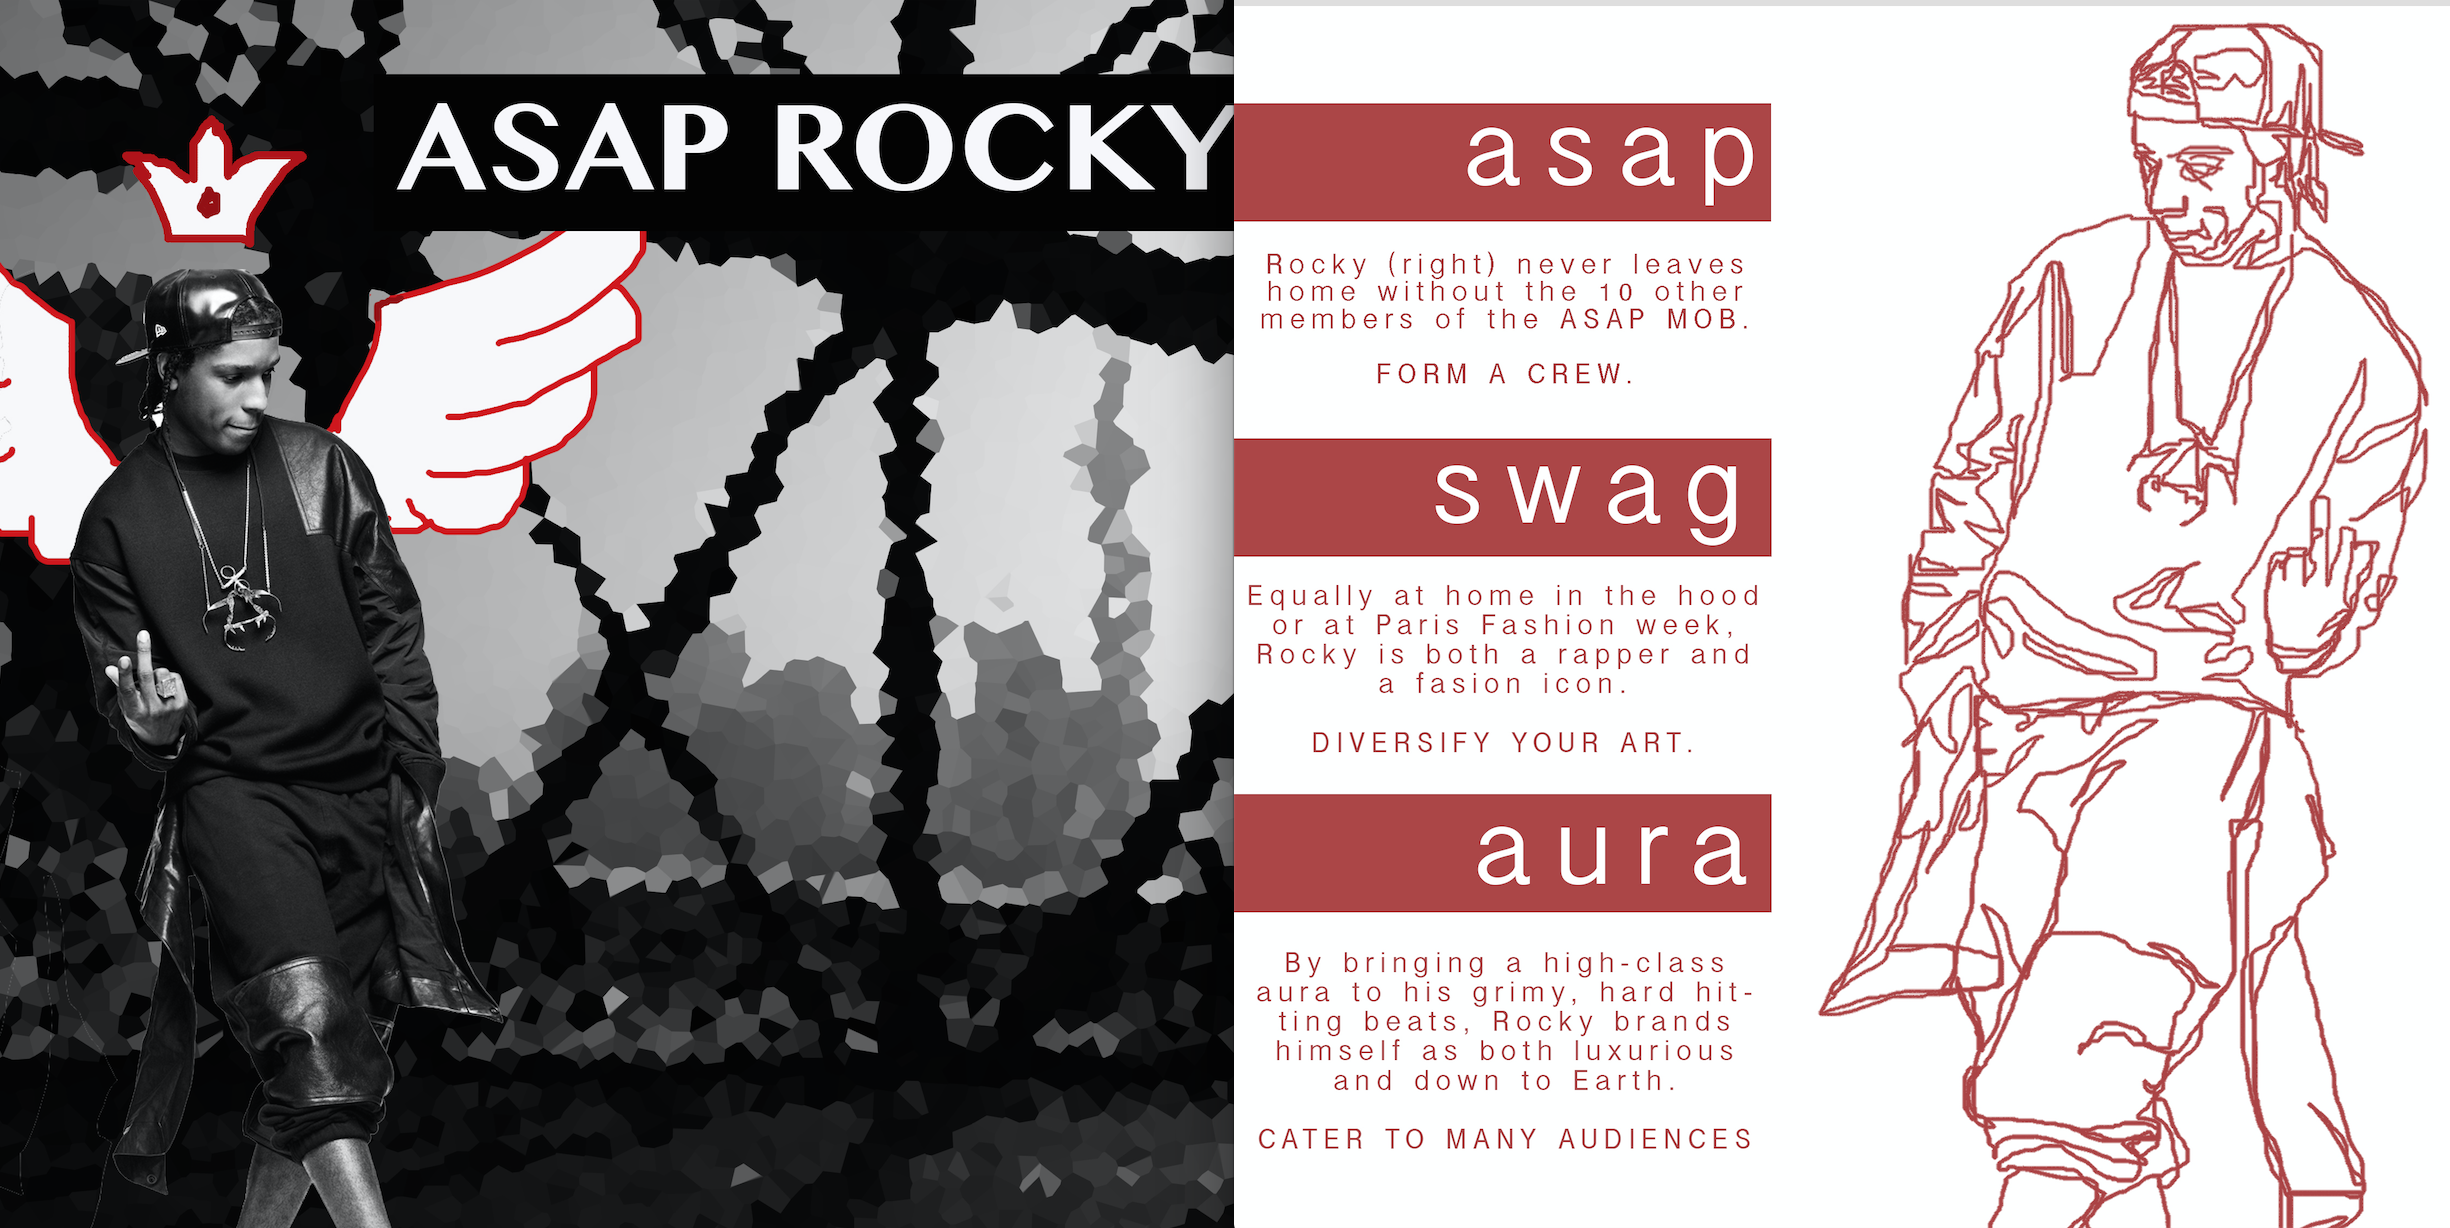 ASAP ROCKY
asap
Rocky (right) never leaves
home without the 10 other
members of the ASAP MOB.
FORM A CREW.
swag
Equally at home in the hood
or at Paris Fashion week,
Rocky is both a rapper and
a fasion icon.
DIVERSIFY YOUR ART.
aura
By bringing a high-class
aura to his grimy, hard hit-
ting beats, Rocky brands
himself as both luxurious
and down to Earth.
CATER TO MANY AUDIENCES